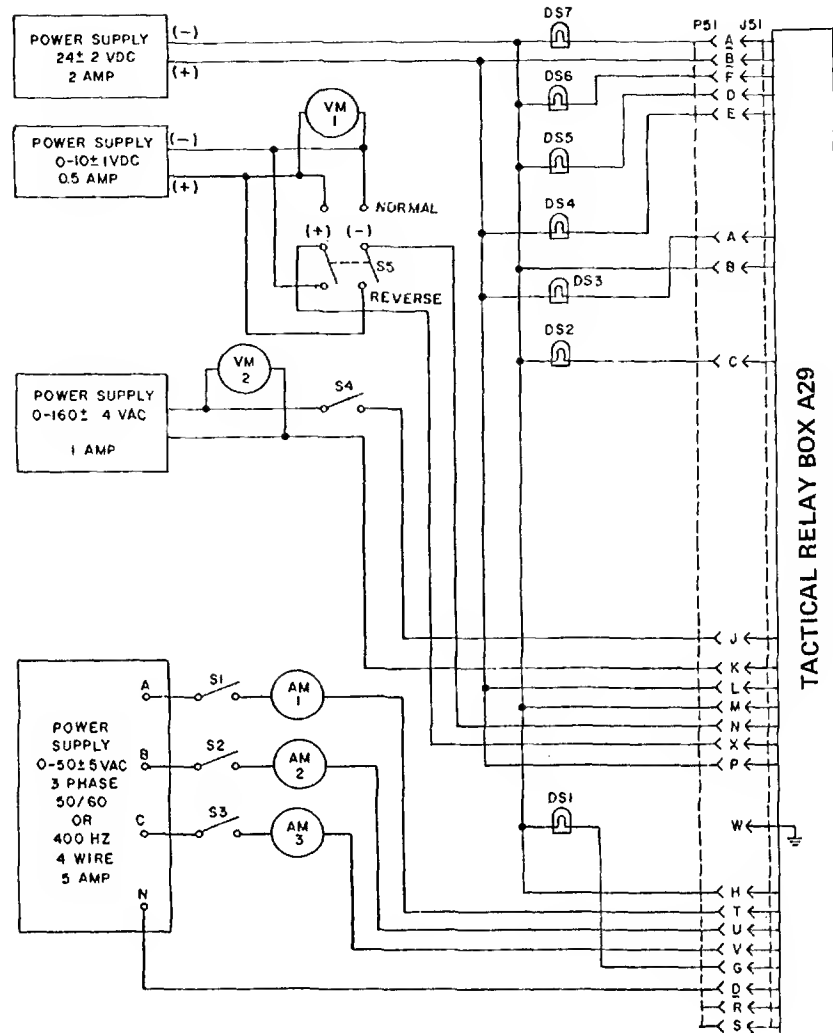 DS7
P51 J51
POWER SUPPLY
24± 2 VDC
2 AMP
(-)
(+)
A
B
F
D
E
DS6
VM
1
POWER SUPPLY
0-10±1VDC
0.5 AMP
(-)
(+)
DS5
NORMAL
DS4
(+) (-)
S5
A
B
REVERSE
DS3
DS2
VM
2
S4
C
POWER SUPPLY
0-160± 4 VAC
1 AMP
TACTICAL RELAY BOX A29
J
K
L
M
N
X
P
POWER
SUPPLY
0-50±5VAC
3 PHASE
50/60
OR
400 HZ
4 WIRE
5 AMP
A
S1
AM
1
B
S2
AM
2
C
S3
AM
3
N
DS1
W
H
T
U
V
G
D
R
S